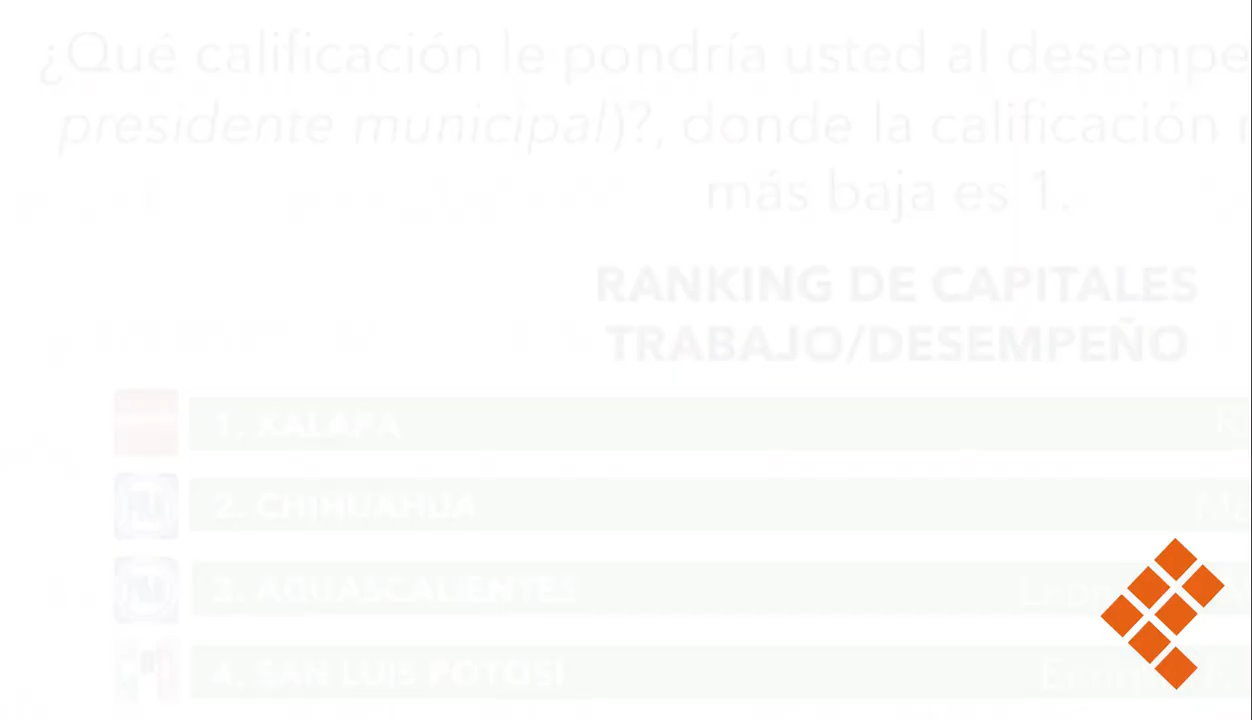 ¿Qué calificación le pondría usted al desempe
presidente municipal)?, donde la calificación
más baja es 1.
RANKING DE CAPITALES
TRABAJO/DESEMPEÑO
1. XALAPA
2. CHIHUAHUA
3. AGUASCALIENTES
4. SAN LUIS POTOSÍ